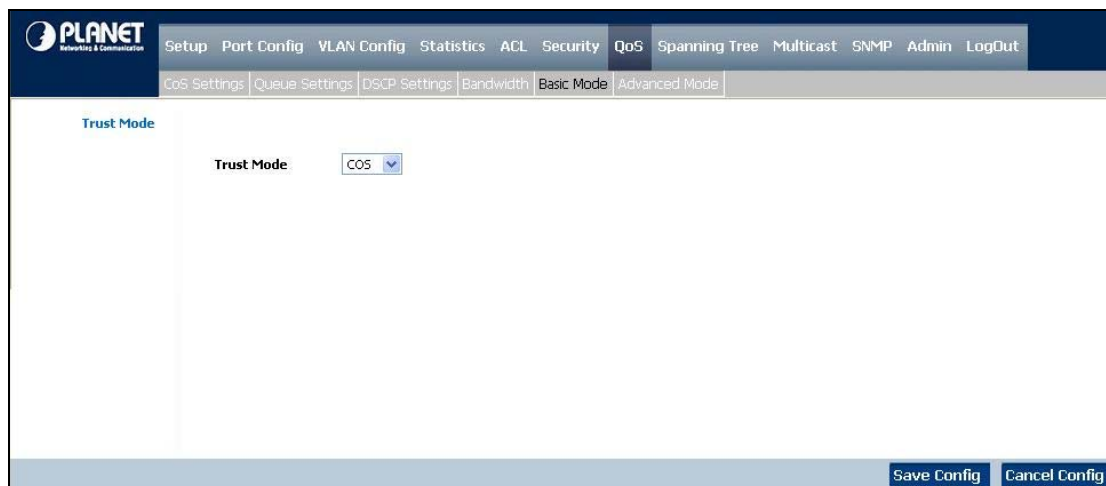 PLANET
Networking & Communication
Setup Port Config VLAN Config Statistics ACL Security QoS Spanning Tree Multicast SNMP Admin LogOut
CoS Settings Queue Settings DSCP Settings Bandwidth Basic Mode Advanced Mode
Trust Mode
Trust Mode COS
Save Config Cancel Config